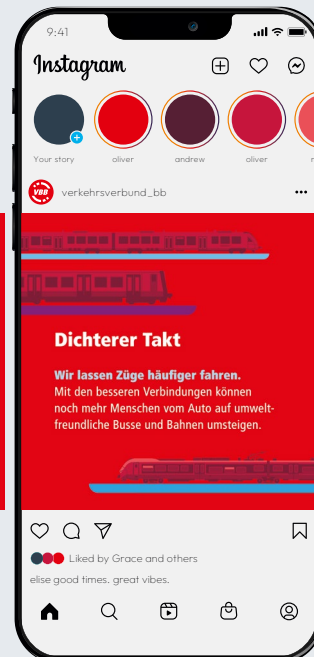 9:41
Instagram
Your story
oliver
andrew
oliver
VBB
verkehrsverbund_bb
Dichterer Takt
Wir lassen Züge häufiger fahren.
Mit den besseren Verbindungen können
noch mehr Menschen vom Auto auf umwelt-
freundliche Busse und Bahnen umsteigen.
Liked by Grace and others
elise good times. great vibes.